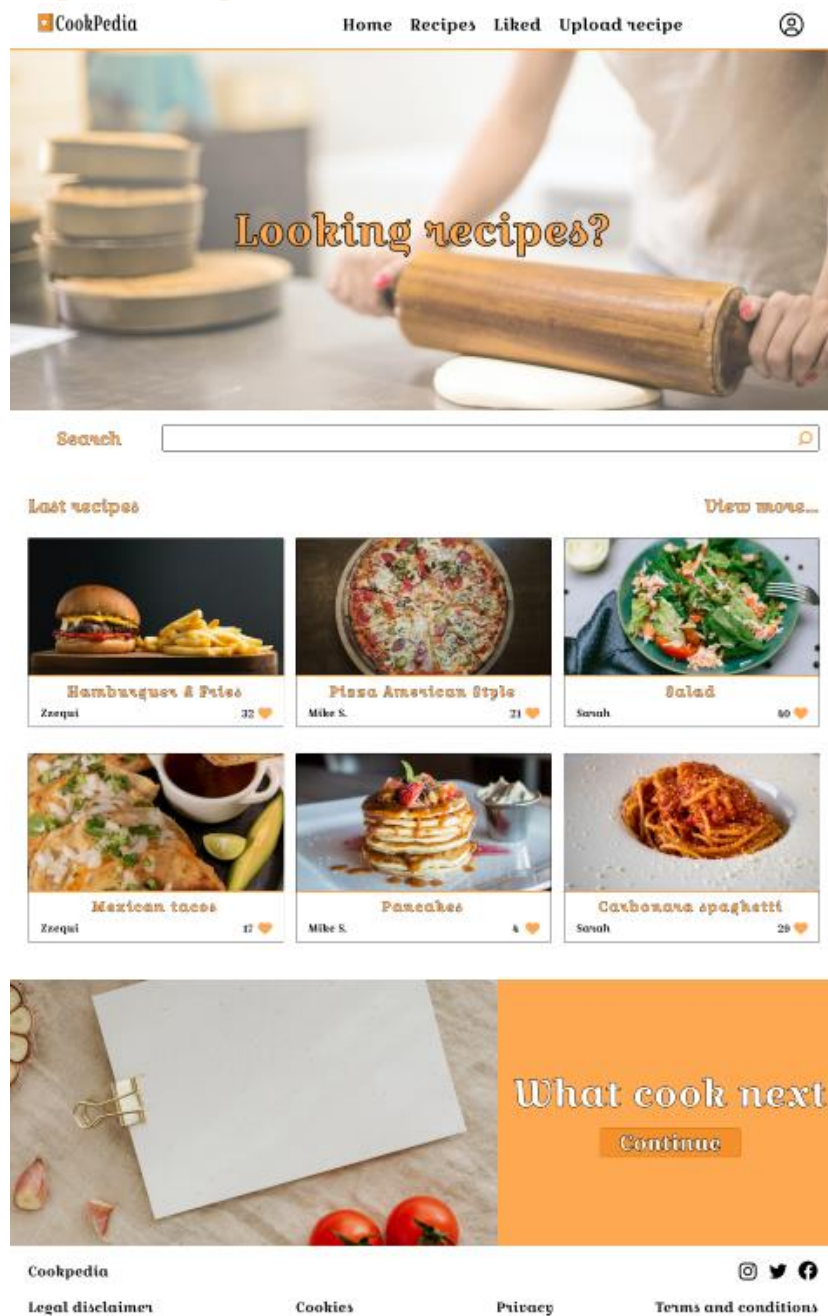 CookPedia Home Recipes Liked Upload recipe
Looking recipes?
Search
Last recipes View more...
Hamburguer & Fries Pizza American Style Salad
Zzequi 32 Mike S. 21 Sarah 40
Mexican tacos Pancakes Carbonara spaghetti
Zzequi 17 Mike S. 4 Sarah 29
What cook next
Continue
Cookpedia
Legal disclaimer Cookies Privacy Terms and conditions